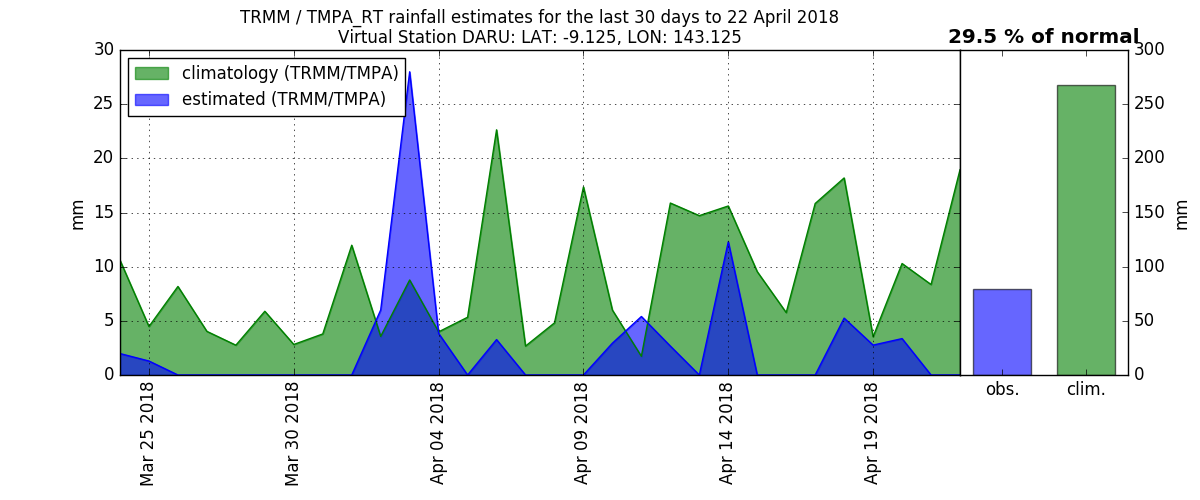 TRMM / TMPA_RT rainfall estimates for the last 30 days to 22 April 2018
Virtual Station DARU: LAT: -9.125, LON: 143.125
29.5 % of normal
climatology (TRMM/TMPA)
estimated (TRMM/TMPA)
30
25
20
15
10
5
0
mm
Mar 25 2018
Mar 30 2018
Apr 04 2018
Apr 09 2018
Apr 14 2018
Apr 19 2018
obs.
clim.
300
250
200
150
100
50
0
mm